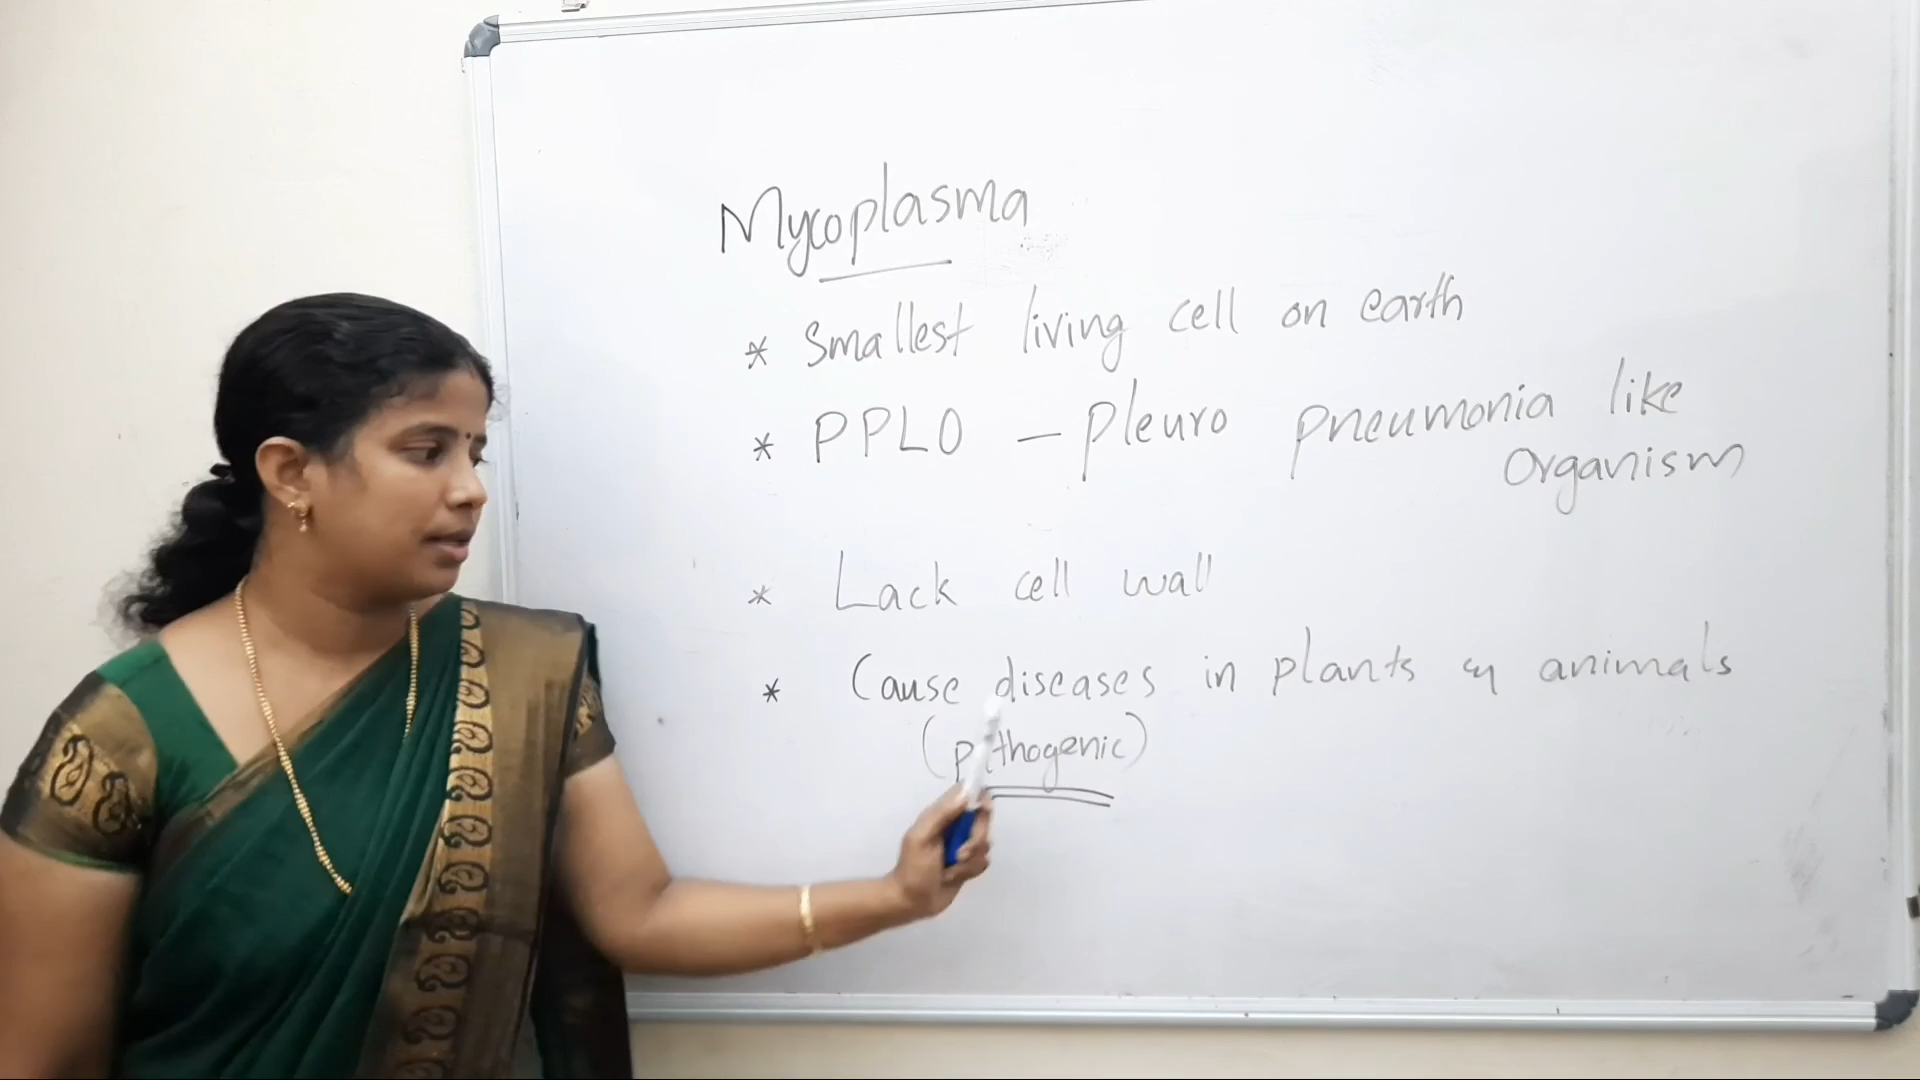 Mycoplasma
* Smallest living cell on earth
* PPLO – Pleuro pneumonia like
Organism
* Lack cell wall
* Cause diseases in plants & animals
(pathogenic)